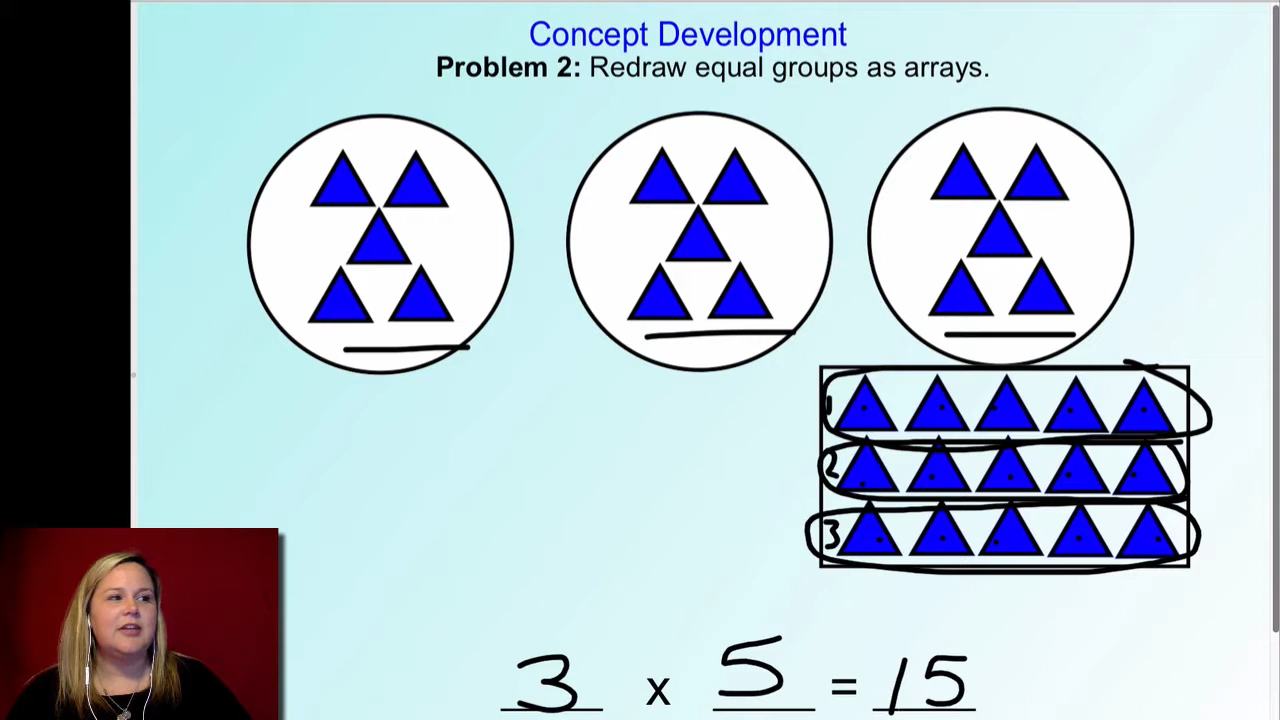 Concept Development
Problem 2: Redraw equal groups as arrays.
1
2
3
3 x 5 = 15